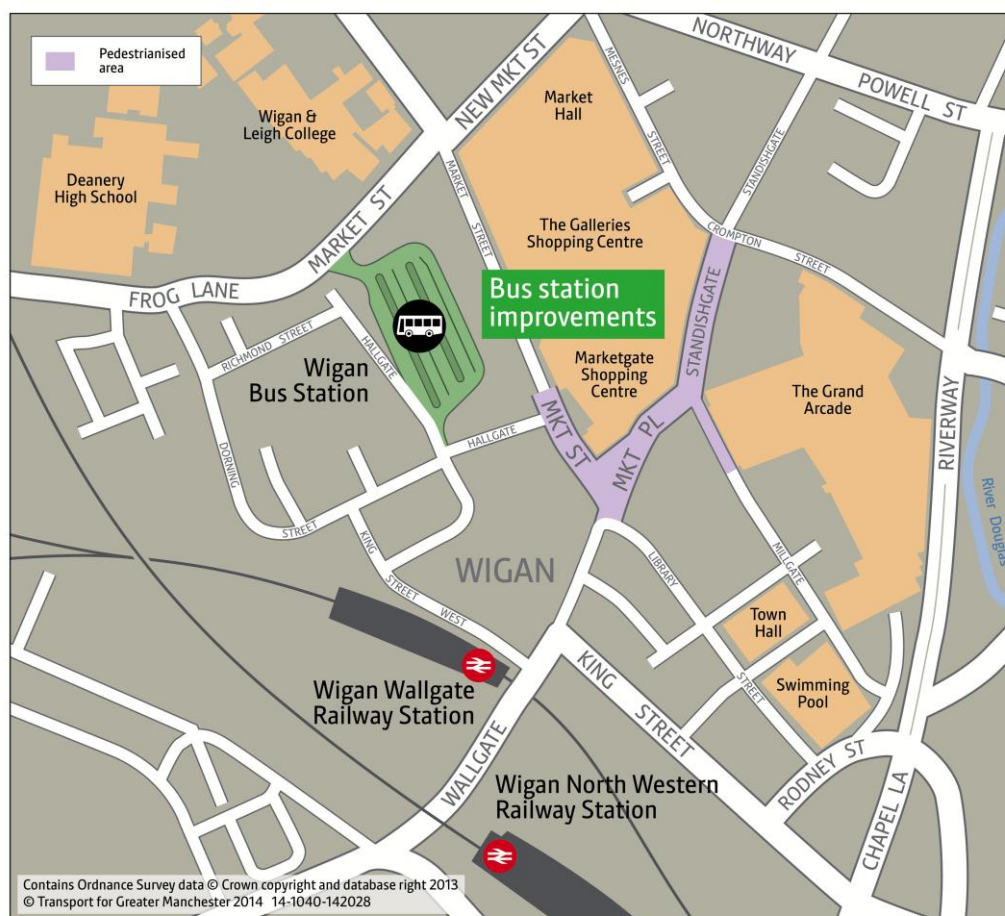 Pedestrianised
area
NORTHWAY
POWELL ST
NEW MKT ST
MESNES
STREET
Market
Hall
Wigan &
Leigh College
Deanery
High School
MARKET
STREET
STANDISHGATE
The Galleries
Shopping Centre
CROMPTON
STREET
MARKET ST
FROG LANE
Bus station
improvements
STANDISHGATE
RICHMOND STREET
HALLGATE
Wigan
Bus Station
Marketgate
Shopping
Centre
The Grand
Arcade
RIVERWAY
River Douglas
MKT ST
MKT PL
HALLGATE
DORNING
STREET
KING
STREET
WEST
WIGAN
LIBRARY
STREET
MILLGATE
Town
Hall
Swimming
Pool
Wigan Wallgate
Railway Station
KING
STREET
WALLGATE
RODNEY ST
CHAPEL LA
Wigan North Western
Railway Station
Contains Ordnance Survey data © Crown copyright and database right 2013
© Transport for Greater Manchester 2014 14-1040-142028